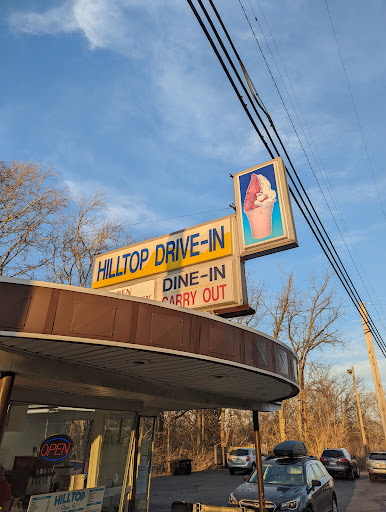 HILLTOP DRIVE-IN
DINE-IN
CARRY OUT
OPEN
HILLTOP